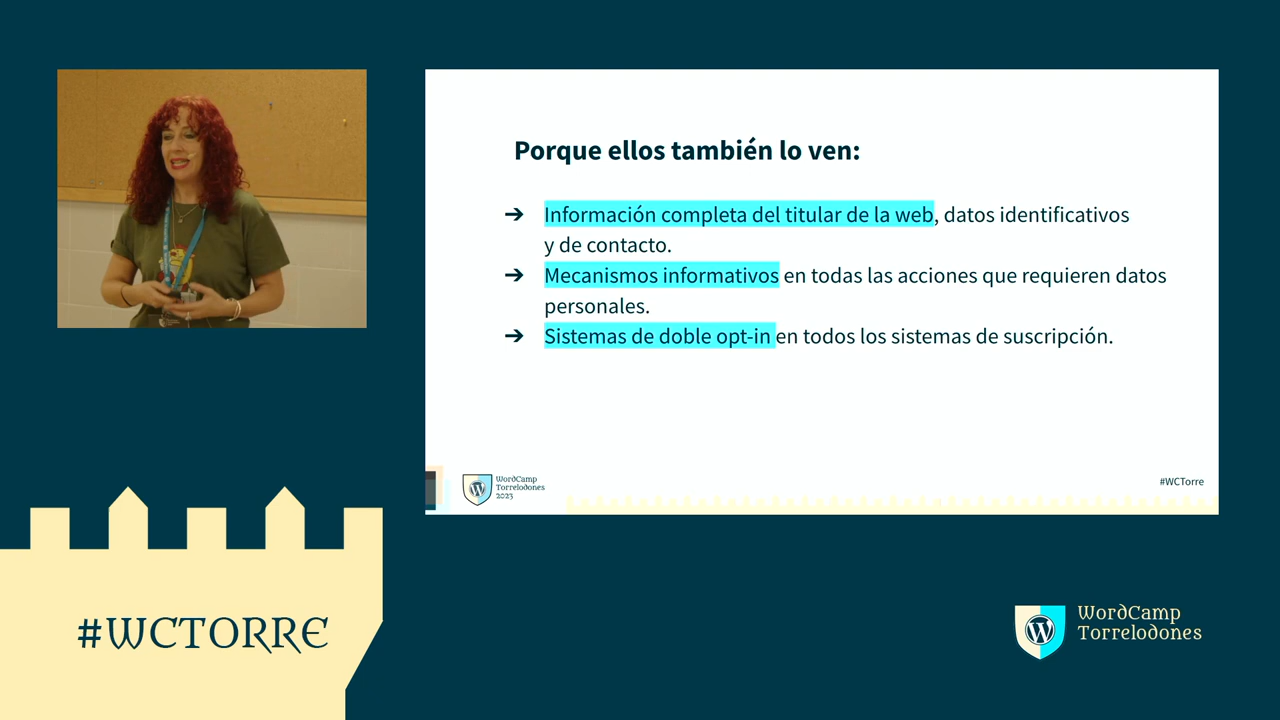 Porque ellos también lo ven:
➔ Información completa del titular de la web, datos identificativos
y de contacto.
➔ Mecanismos informativos en todas las acciones que requieren datos
personales.
➔ Sistemas de doble opt-in en todos los sistemas de suscripción.
WordCamp
Torrelodones
2023
#WCTorre
#WCTORRE
WordCamp
Torrelodones